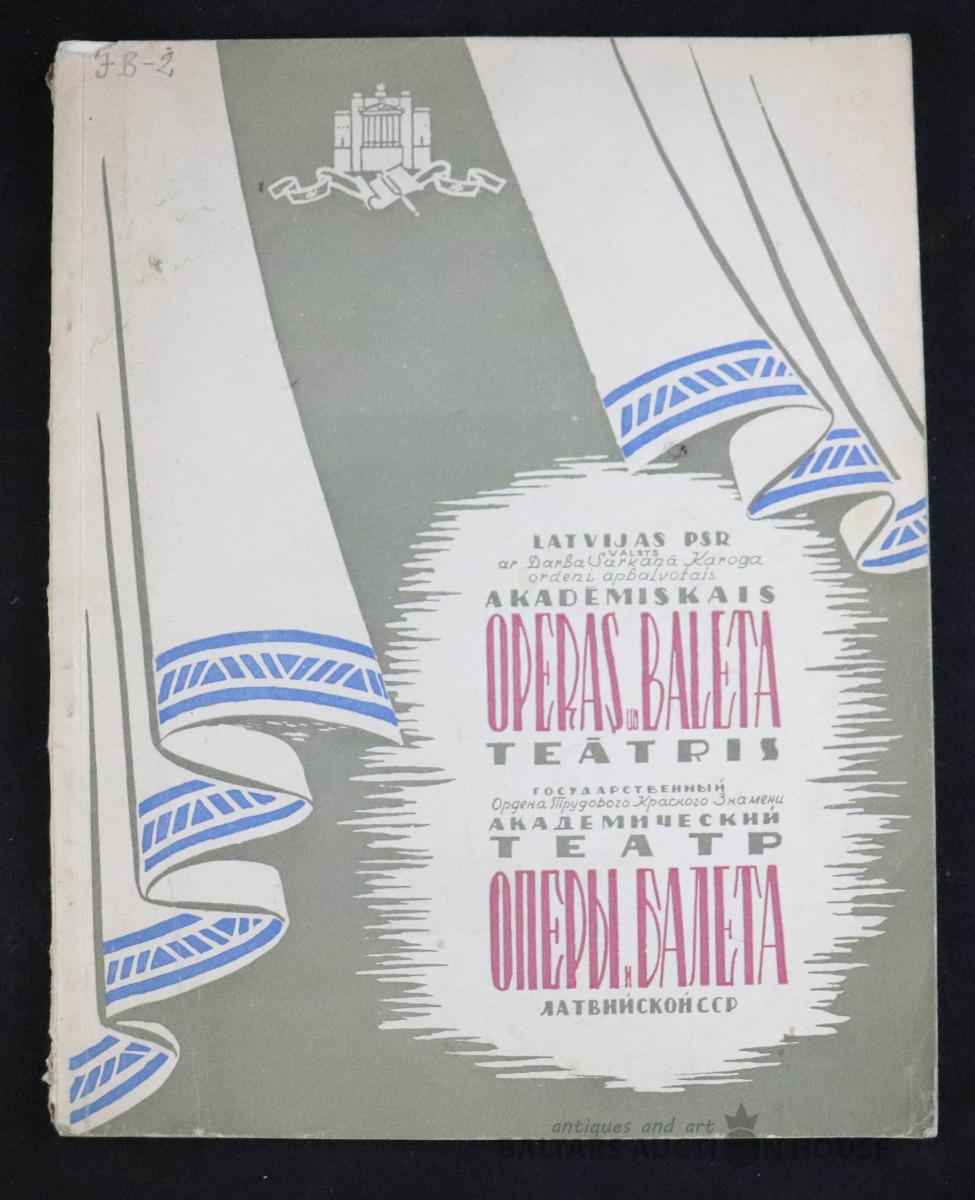 LATVIJAS PSR
VALSTS
ar Darba Sarkanā Karoga
ordeni apbalvotais
AKADĒMISKAIS
OPERAS un BALETA
TEĀTRIS
ГОСУДАРСТВЕННЫЙ
Ордена Трудового Красного Знамени
АКАДЕМИЧЕСКИЙ
ТЕАТР
ОПЕРЫ и БАЛЕТА
ЛАТВИЙСКОЙ ССР
antiques and art
BALTARS AUCTION HOUSE